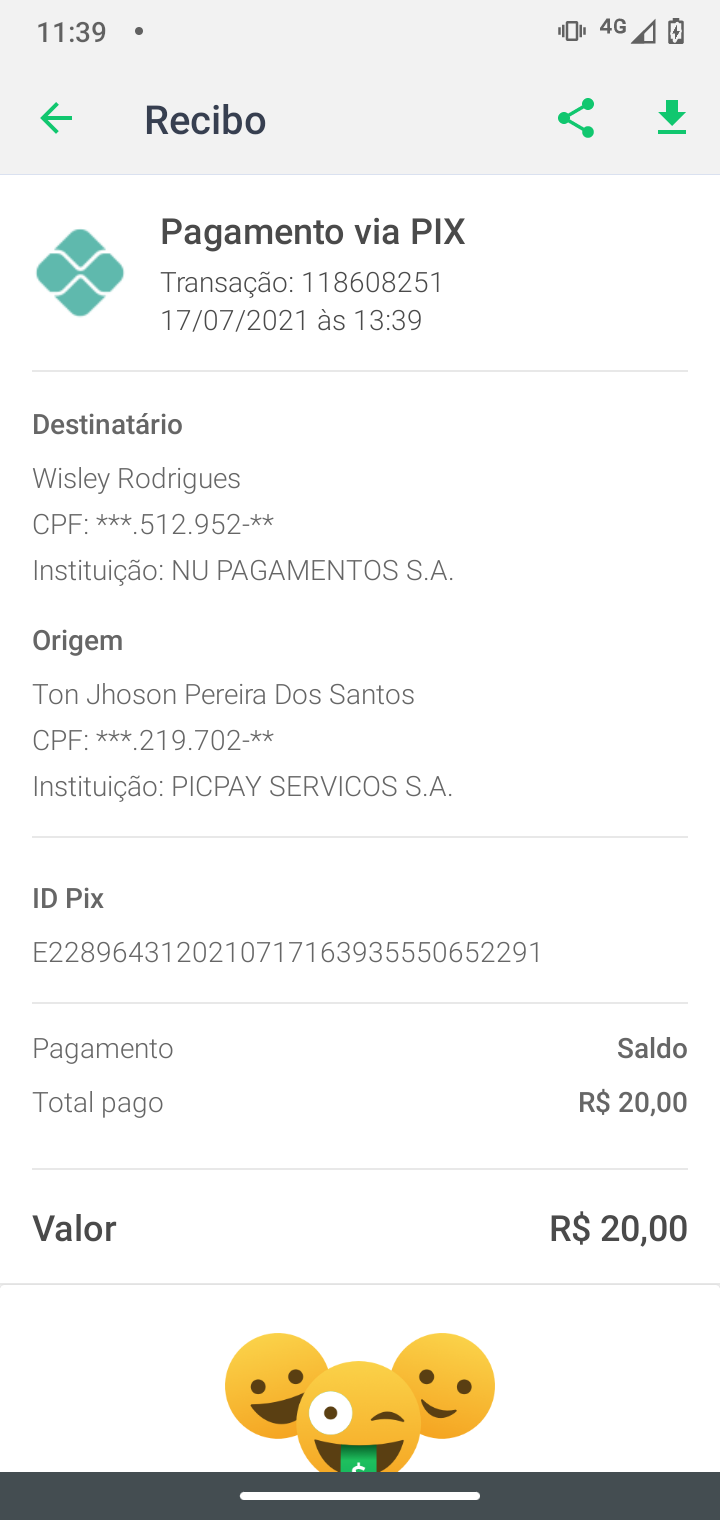 11:39
4G
Recibo
Pagamento via PIX
Transação: 118608251
17/07/2021 às 13:39
Destinatário
Wisley Rodrigues
CPF: ***.512.952-**
Instituição: NU PAGAMENTOS S.A.
Origem
Ton Jhoson Pereira Dos Santos
CPF: ***.219.702-**
Instituição: PICPAY SERVICOS S.A.
ID Pix
E2289643120210717163935550652291
Pagamento Saldo
Total pago R$ 20,00
Valor R$ 20,00
$